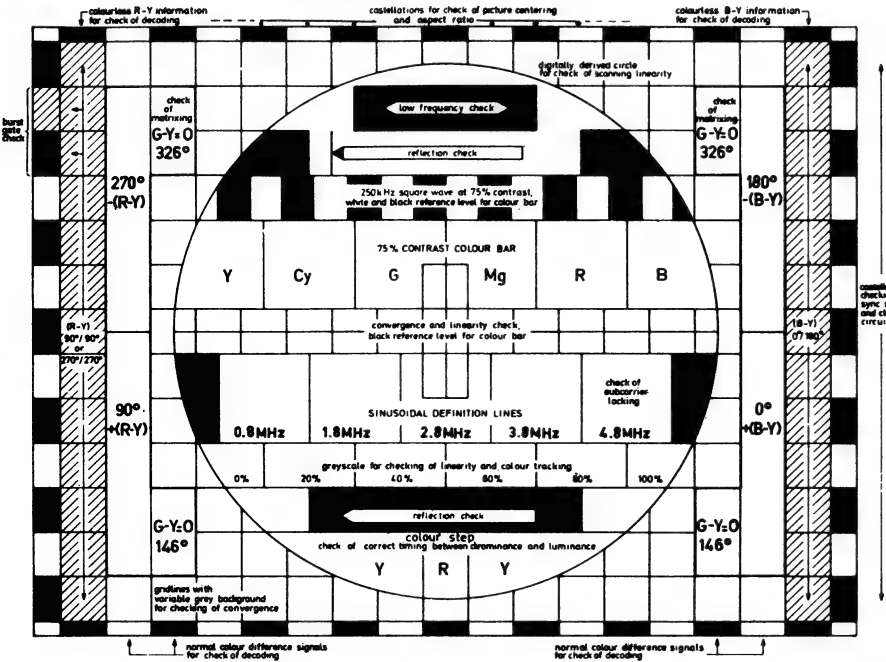 colourless R-Y information
for check of decoding
castellations for check of picture centering
and aspect ratio
colourless B-Y information
for check of decoding
digitally derived circle
for check of scanning linearity
burst
gate
check
check
of
matrixing
G-Y=0
326°
low frequency check
check
of
matrixing
G-Y=0
326°
reflection check
270°
-(R-Y)
250kHz square wave at 75% contrast,
white and black reference level for colour bar
180°
-(B-Y)
75% CONTRAST COLOUR BAR
Y Cy G Mg R B
(R-Y)
90°/90°
or
270°/270°
convergence and linearity check,
black reference level for colour bar
(B-Y)
0°/180°
check of
subcarrier
locking
90°
+(R-Y)
SINUSOIDAL DEFINITION LINES
0.8MHz 1.8MHz 2.8MHz 3.8MHz 4.8MHz
0°
+(B-Y)
greyscale for checking of linearity and colour tracking
0% 20% 40% 60% 80% 100%
G-Y=0
146°
reflection check
G-Y=0
146°
colour step
check of correct timing between chrominance and luminance
Y R Y
gridlines with
variable grey background
for checking of convergence
normal colour difference signals
for check of decoding
normal colour difference signals
for check of decoding